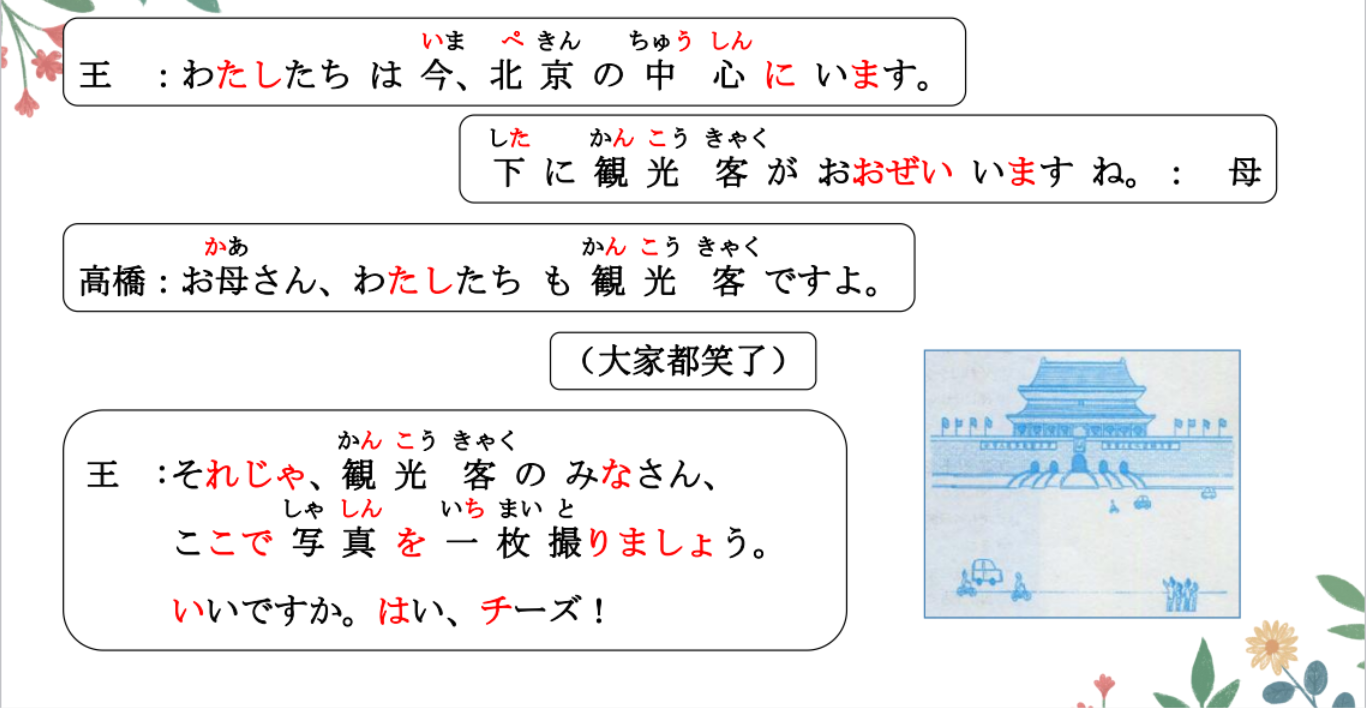 いま ぺ きん ちゅう しん
王 ：わたしたち は 今、北 京 の 中 心 に います。
した かん こう きゃく
下 に 観 光 客 が おおぜい います ね。： 母
かあ かん こう きゃく
高橋：お母さん、わたしたち も 観 光 客 ですよ。
（大家都笑了）
かん こう きゃく
王 ：それじゃ、観 光 客 の みなさん、
しゃ しん いち まい と
ここで 写 真 を 一 枚 撮りましょう。
いいですか。はい、チーズ！